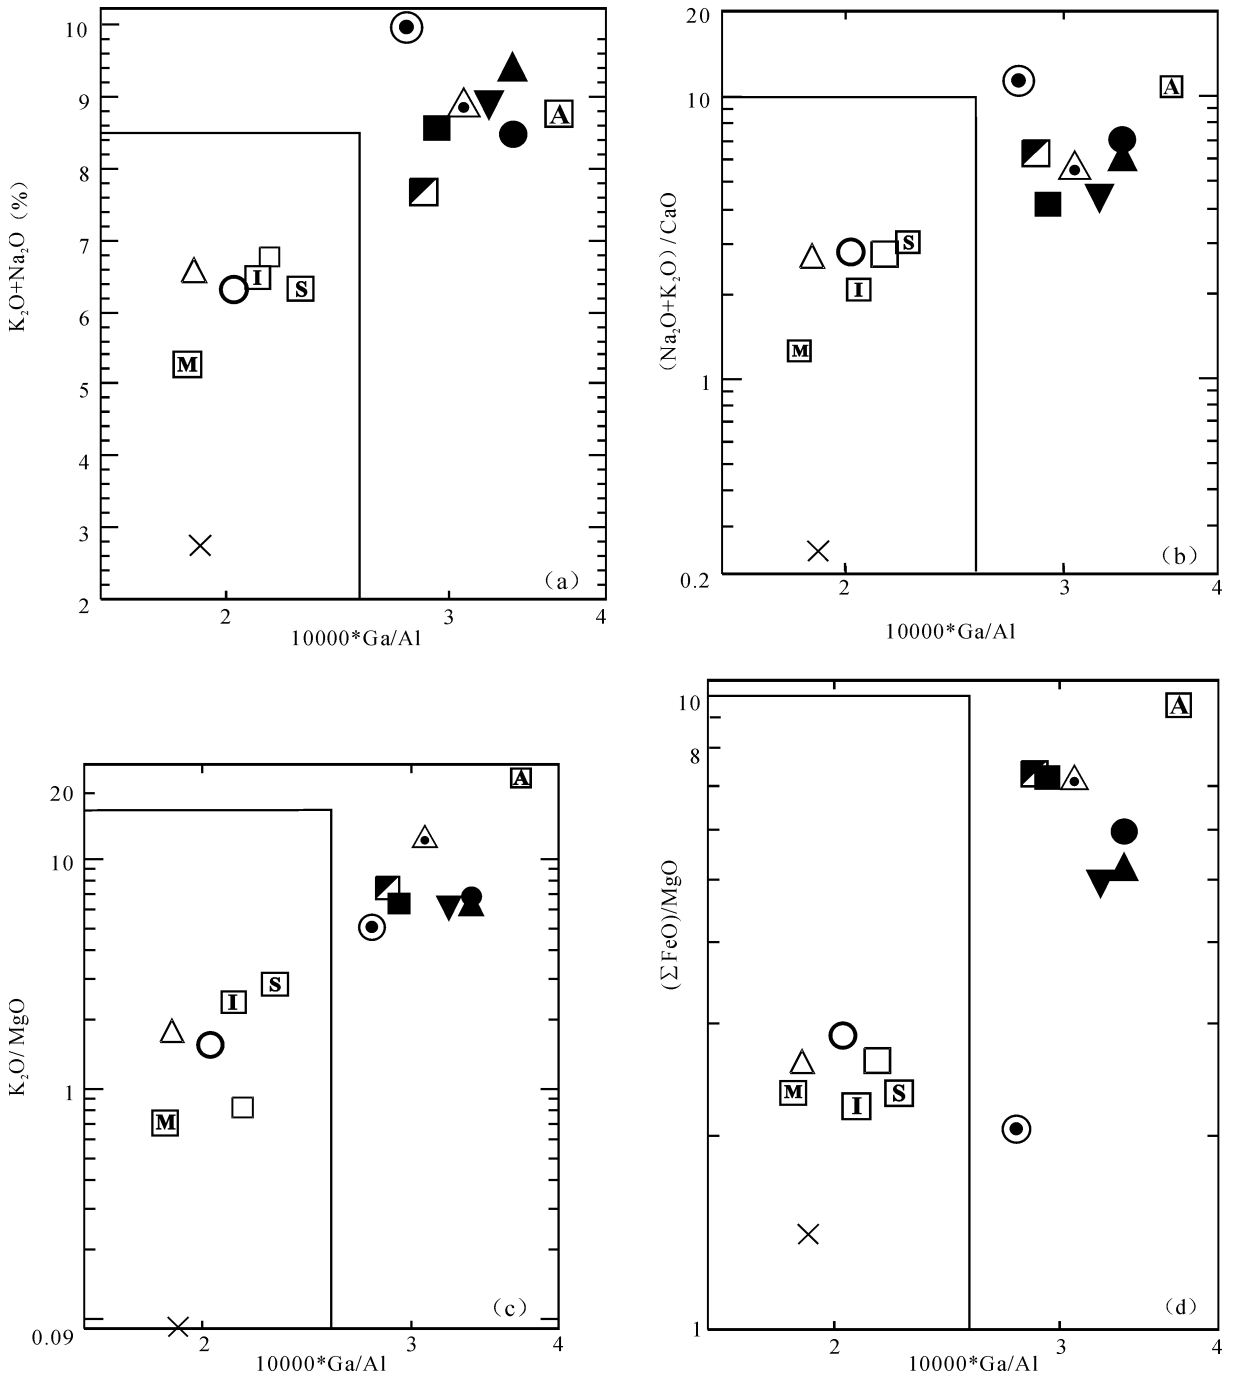 10
9
8
7
6
5
4
3
2
K₂O+Na₂O (%)
A
I
S
M
(a)
2
3
4
10000*Ga/Al
20
10
1
0.2
(Na₂O+K₂O)/CaO
A
S
I
M
(b)
2
3
4
10000*Ga/Al
20
10
1
0.09
K₂O/MgO
A
S
I
M
(c)
2
3
4
10000*Ga/Al
10
8
1
(ΣFeO)/MgO
A
M
I
S
(d)
2
3
4
10000*Ga/Al